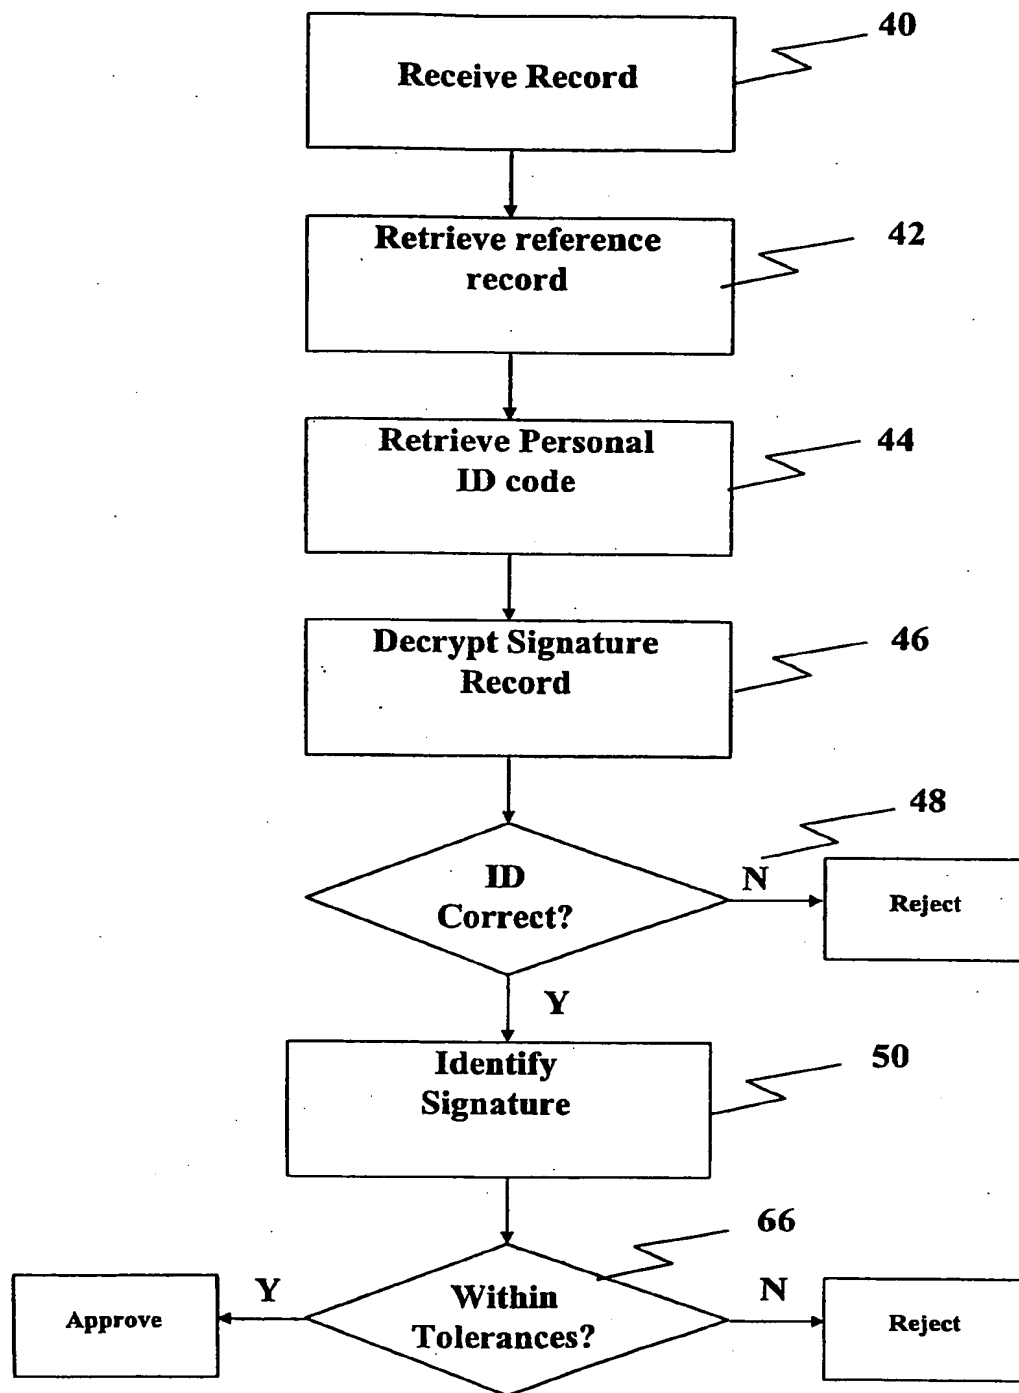 40
Receive Record
42
Retrieve reference
record
44
Retrieve Personal
ID code
46
Decrypt Signature
Record
48
ID
Correct?
N
Reject
Y
50
Identify
Signature
66
Y
Within
Tolerances?
N
Approve
Reject